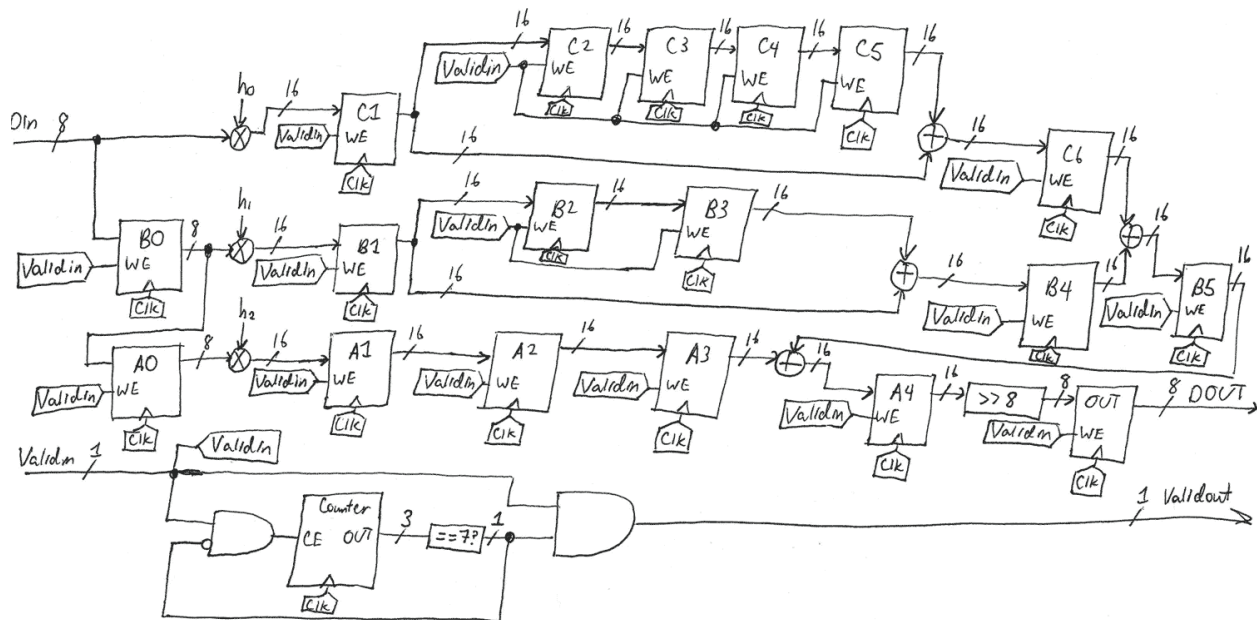 16 16 16 16 16
C2 C3 C4 C5
Validin WE WE WE WE
Clk Clk Clk Clk
h0 16 C1
Din 8 Validin WE
Clk
16
16 C6 16
Validin WE
Clk
h1 16 16 B2 16 B3 16
B0 8 B1 Validin WE WE
Validin WE Validin WE Clk Clk
Clk Clk
16
16 B4 16 16 B5 16
Validin WE Validin WE
Clk Clk
h2
A0 8 16 A1 16 A2 16 A3 16 16
Validin WE Validin WE Validin WE Validin WE
Clk Clk Clk Clk
A4 16 >>8 8 OUT 8 DOUT
Validin WE Validin WE
Clk Clk
Validin 1 Validin
Counter
CE OUT 3 ==7? 1
Clk
1 Validout